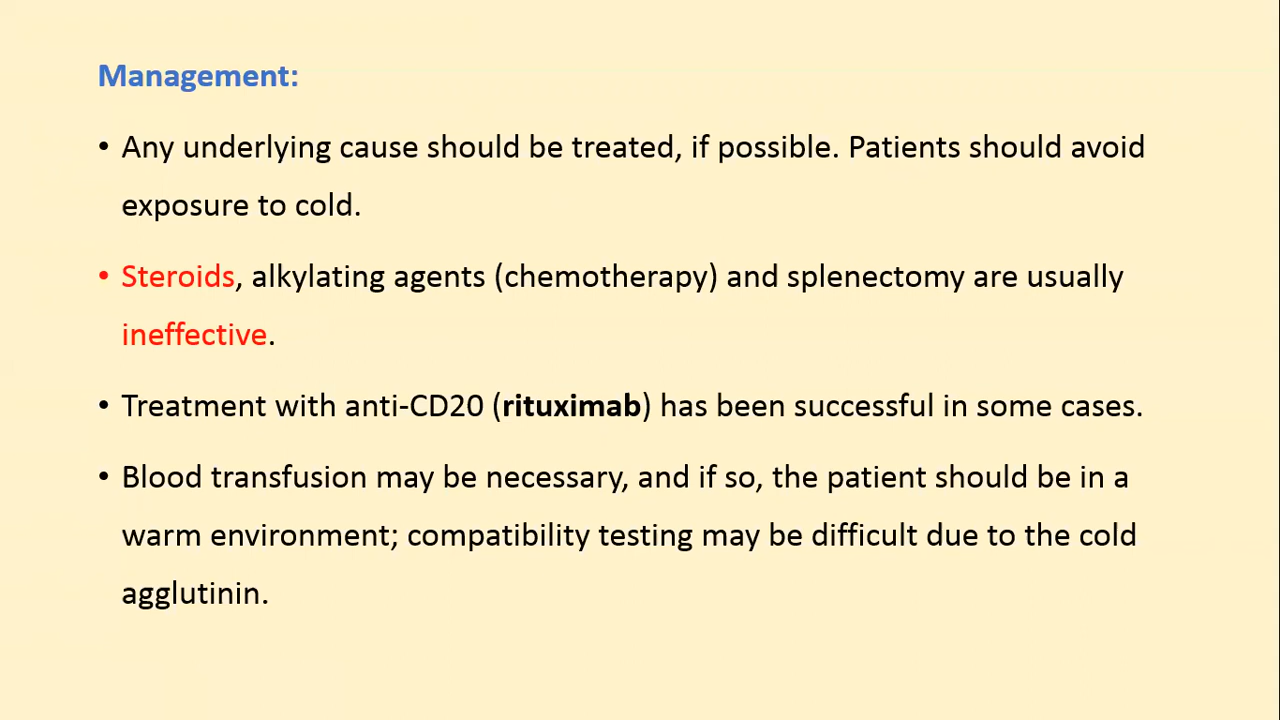 Management:
• Any underlying cause should be treated, if possible. Patients should avoid
exposure to cold.
• Steroids, alkylating agents (chemotherapy) and splenectomy are usually
ineffective.
• Treatment with anti-CD20 (rituximab) has been successful in some cases.
• Blood transfusion may be necessary, and if so, the patient should be in a
warm environment; compatibility testing may be difficult due to the cold
agglutinin.